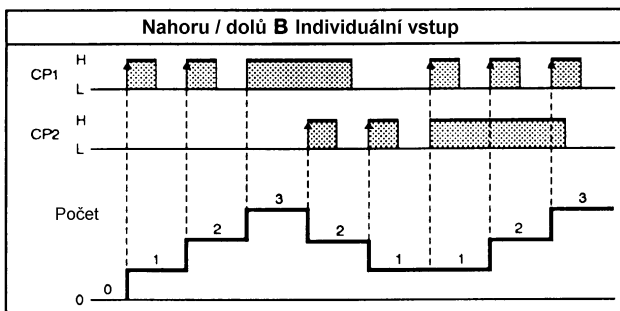 Nahoru / dolů B Individuální vstup
H
CP1
L
H
CP2
L
Počet
0 1 2 3 2 1 1 2 3
0